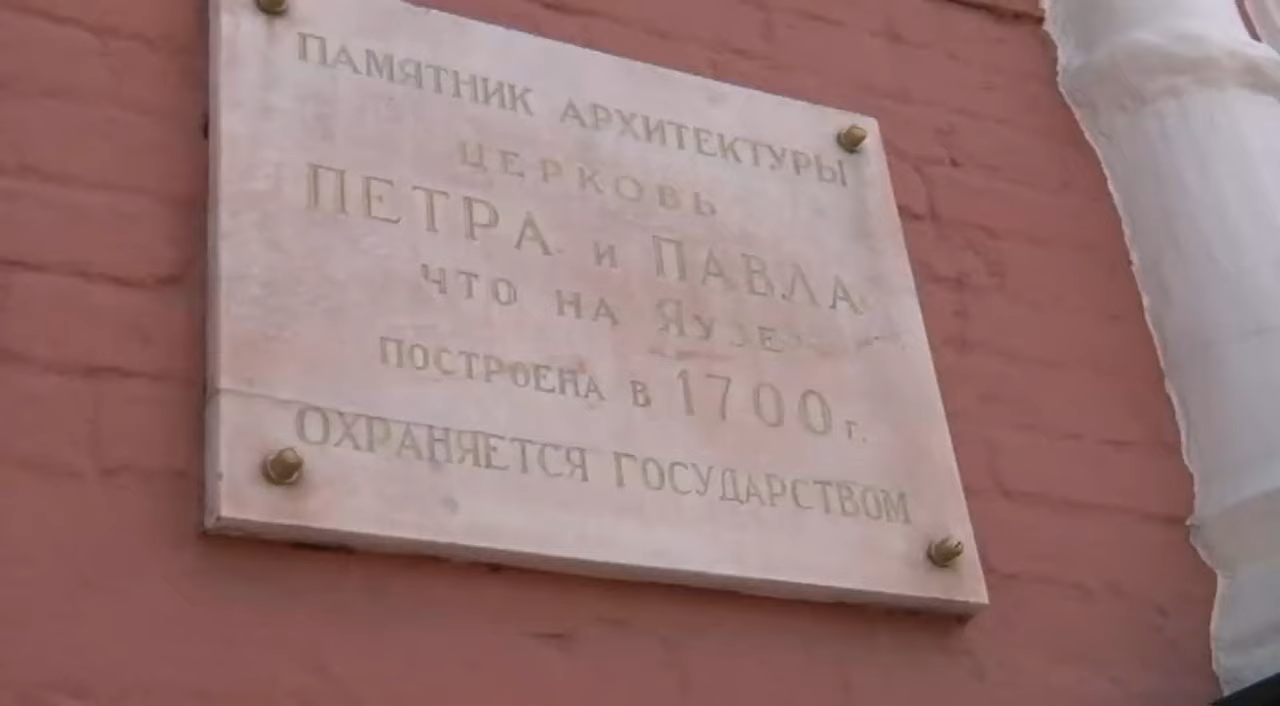 ПАМЯТНИК АРХИТЕКТУРЫ
ЦЕРКОВЬ
ПЕТРА И ПАВЛА
ЧТО НА ЯУЗЕ
ПОСТРОЕНА В 1700 г.
ОХРАНЯЕТСЯ ГОСУДАРСТВОМ